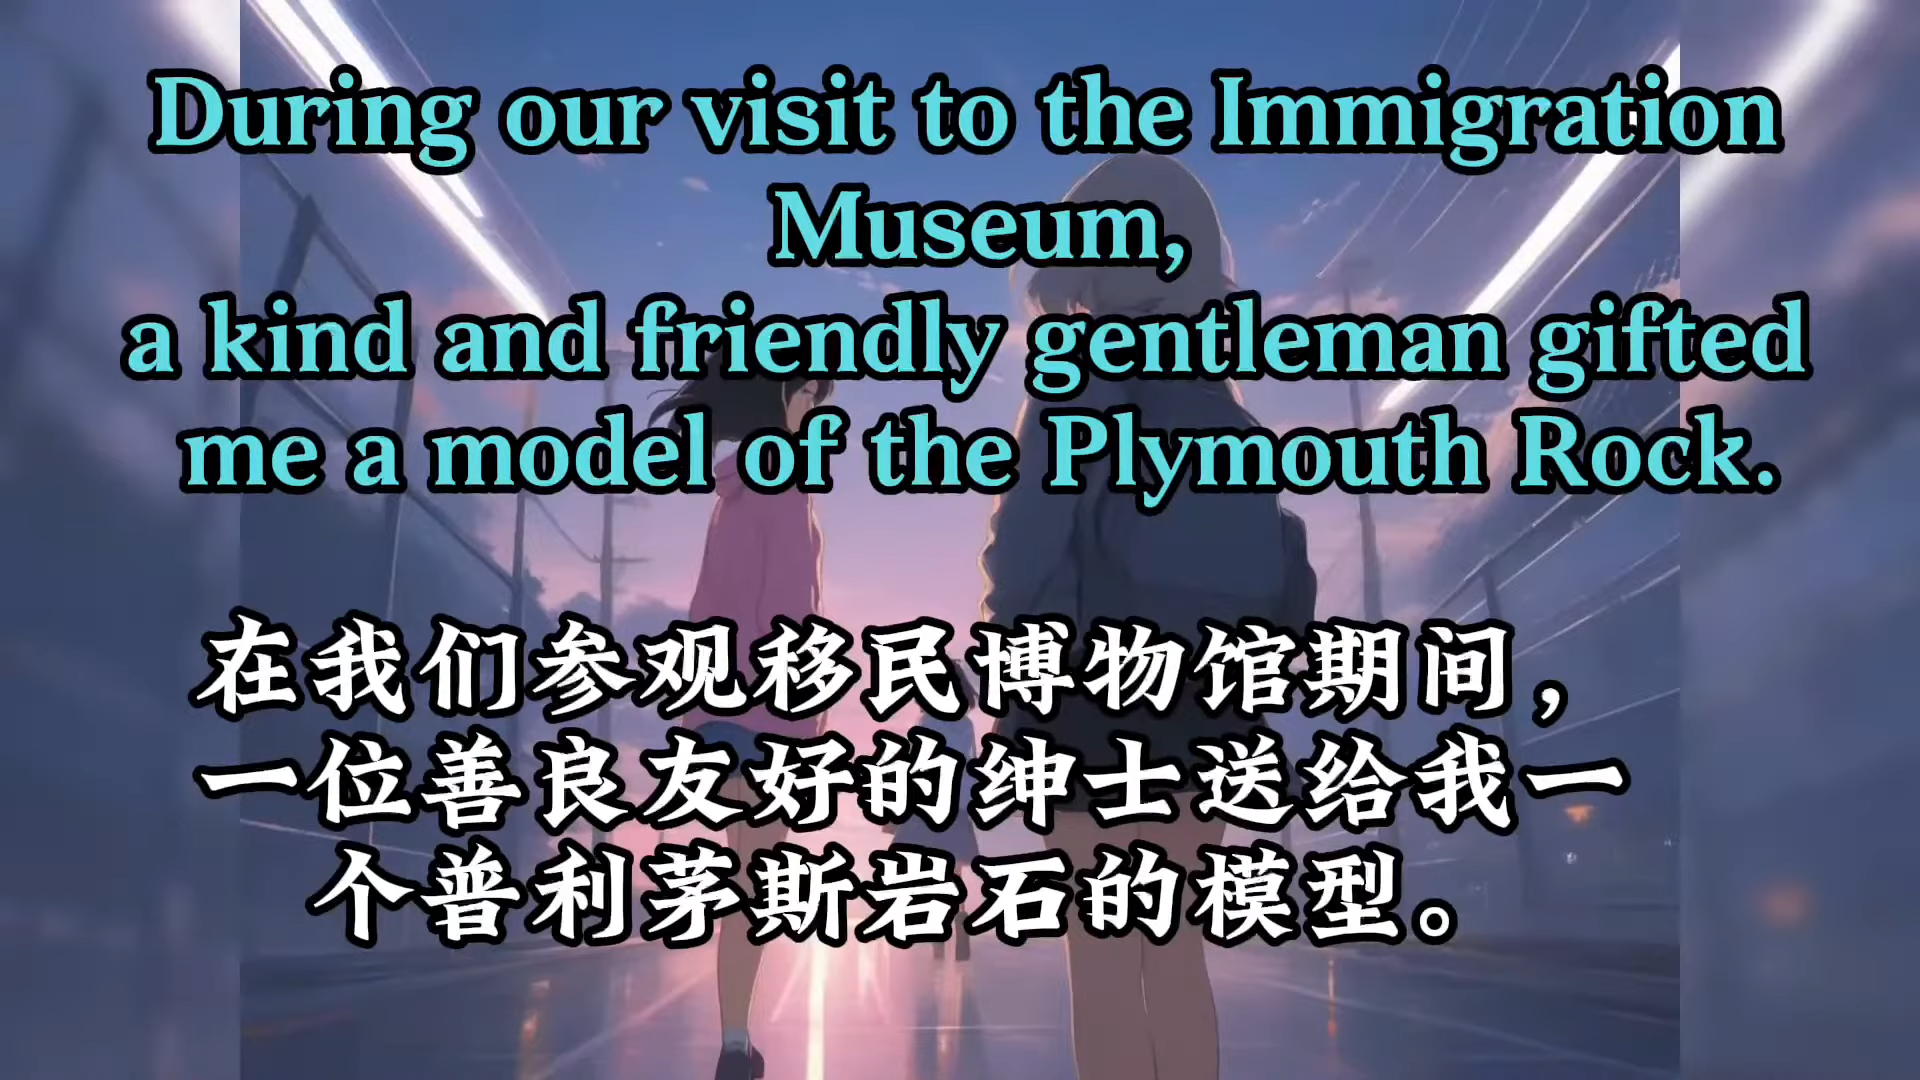 During our visit to the Immigration
Museum,
a kind and friendly gentleman gifted
me a model of the Plymouth Rock.
在我们参观移民博物馆期间，
一位善良友好的绅士送给我一
个普利茅斯岩石的模型。